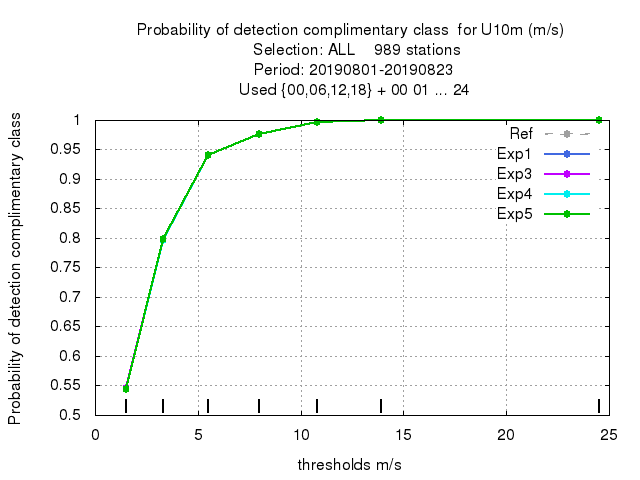 Probability of detection complimentary class  for U10m (m/s)
Selection: ALL    989 stations
Period: 20190801-20190823
Used {00,06,12,18} + 00 01 ... 24
Probability of detection complimentary class
1
0.95
0.9
0.85
0.8
0.75
0.7
0.65
0.6
0.55
0.5
Ref
Exp1
Exp3
Exp4
Exp5
0 5 10 15 20 25
thresholds m/s